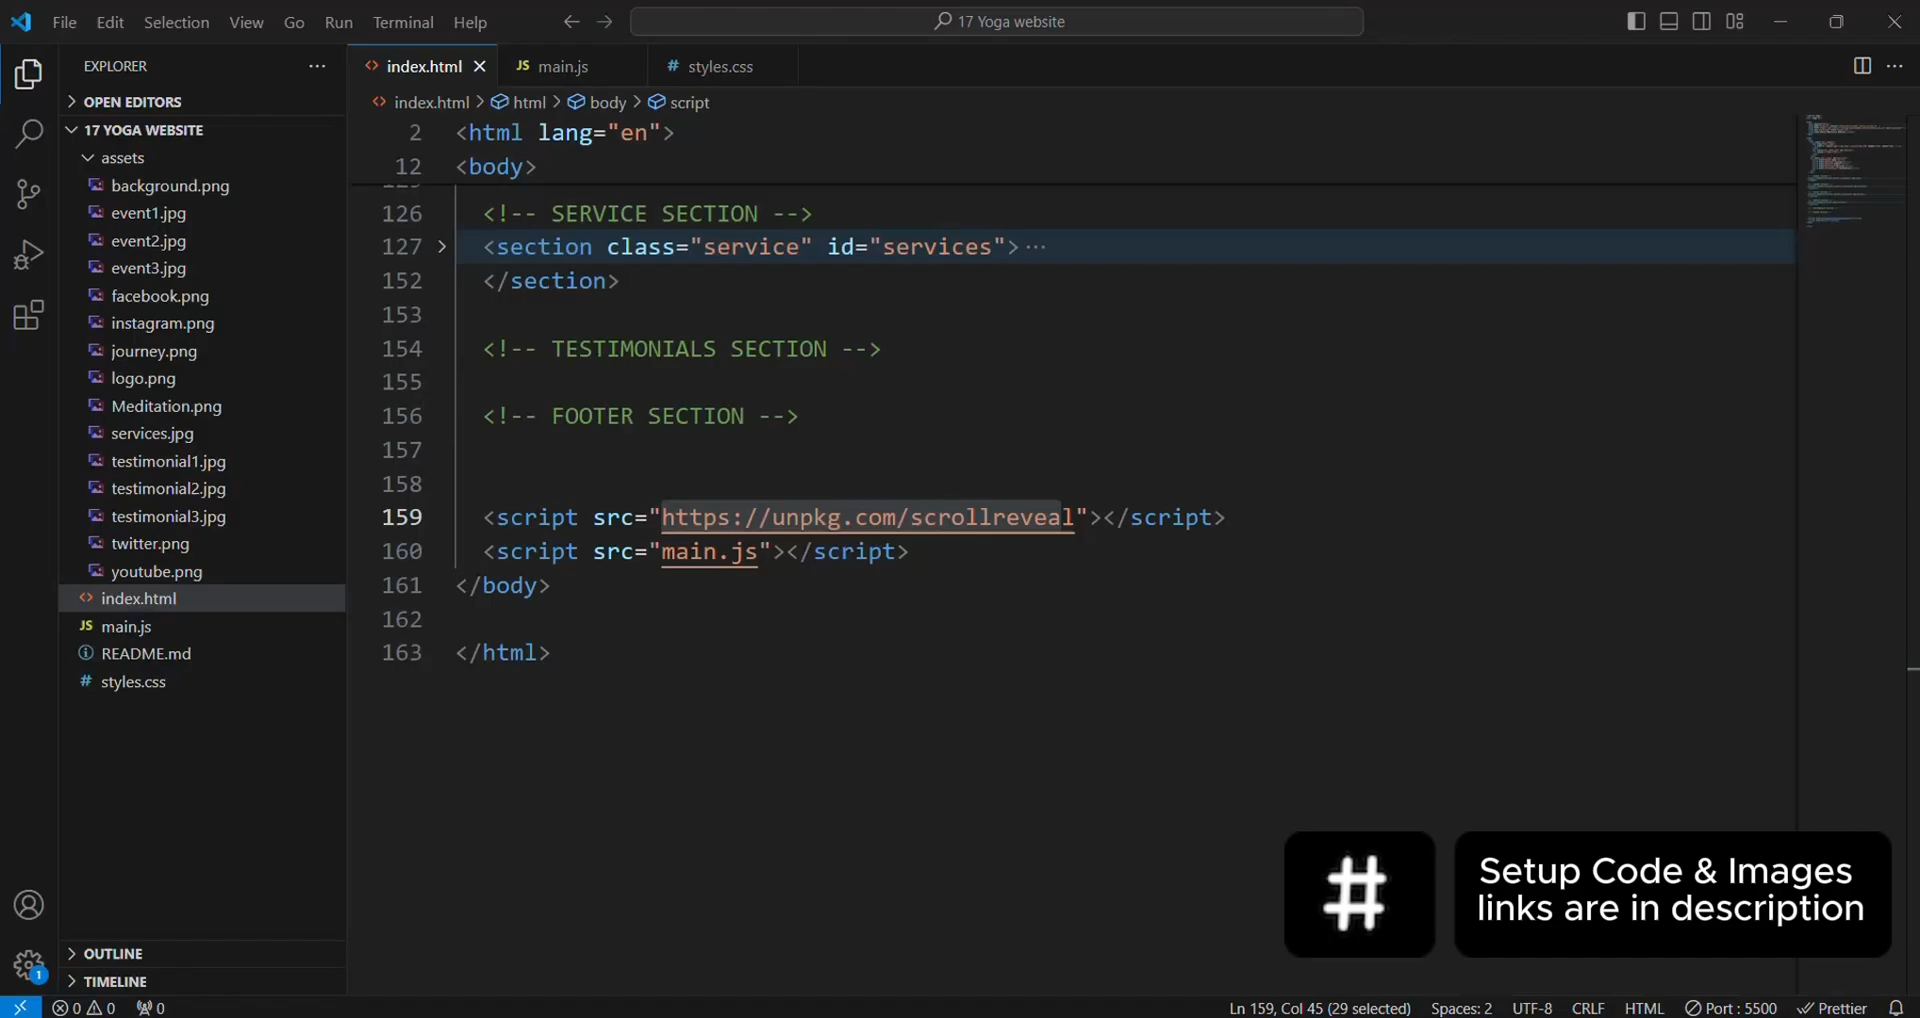 File Edit Selection View Go Run Terminal Help
17 Yoga website
EXPLORER
OPEN EDITORS
17 YOGA WEBSITE
assets
background.png
event1.jpg
event2.jpg
event3.jpg
facebook.png
instagram.png
journey.png
logo.png
Meditation.png
services.jpg
testimonial1.jpg
testimonial2.jpg
testimonial3.jpg
twitter.png
youtube.png
<> index.html
JS main.js
README.md
# styles.css
OUTLINE
TIMELINE
<> index.html JS main.js # styles.css
<> index.html > html > body > script
2 <html lang="en">
12 <body>
126 <!-- SERVICE SECTION -->
127 > <section class="service" id="services">···
152 </section>
153
154 <!-- TESTIMONIALS SECTION -->
155
156 <!-- FOOTER SECTION -->
157
158
159 <script src="https://unpkg.com/scrollreveal"></script>
160 <script src="main.js"></script>
161 </body>
162
163 </html>
#
Setup Code & Images
links are in description
1
0 0 0 Ln 159, Col 45 (29 selected) Spaces: 2 UTF-8 CRLF HTML Port : 5500 Prettier